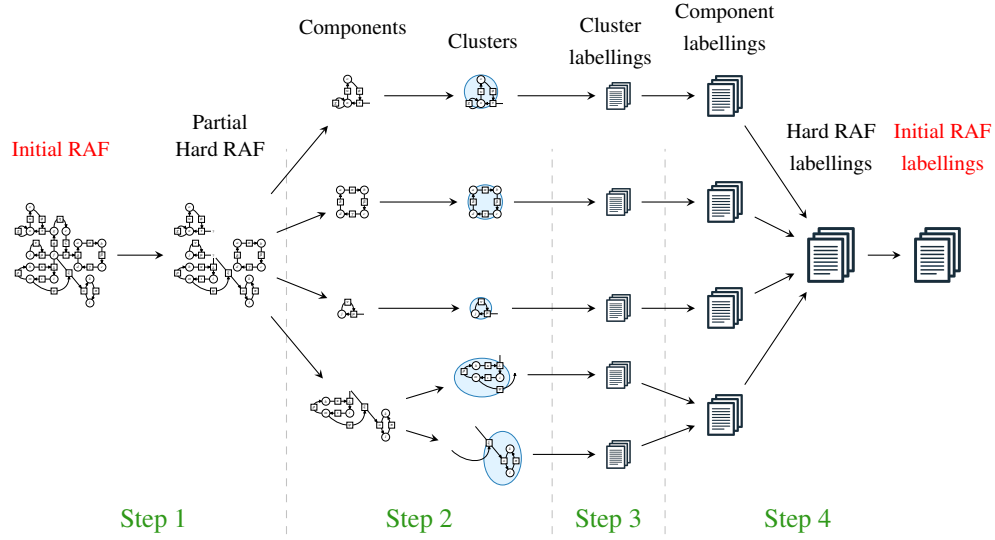 Components
Clusters
Cluster
labellings
Component
labellings
Initial RAF
Partial
Hard RAF
Hard RAF
labellings
Initial RAF
labellings
Step 1
Step 2
Step 3
Step 4